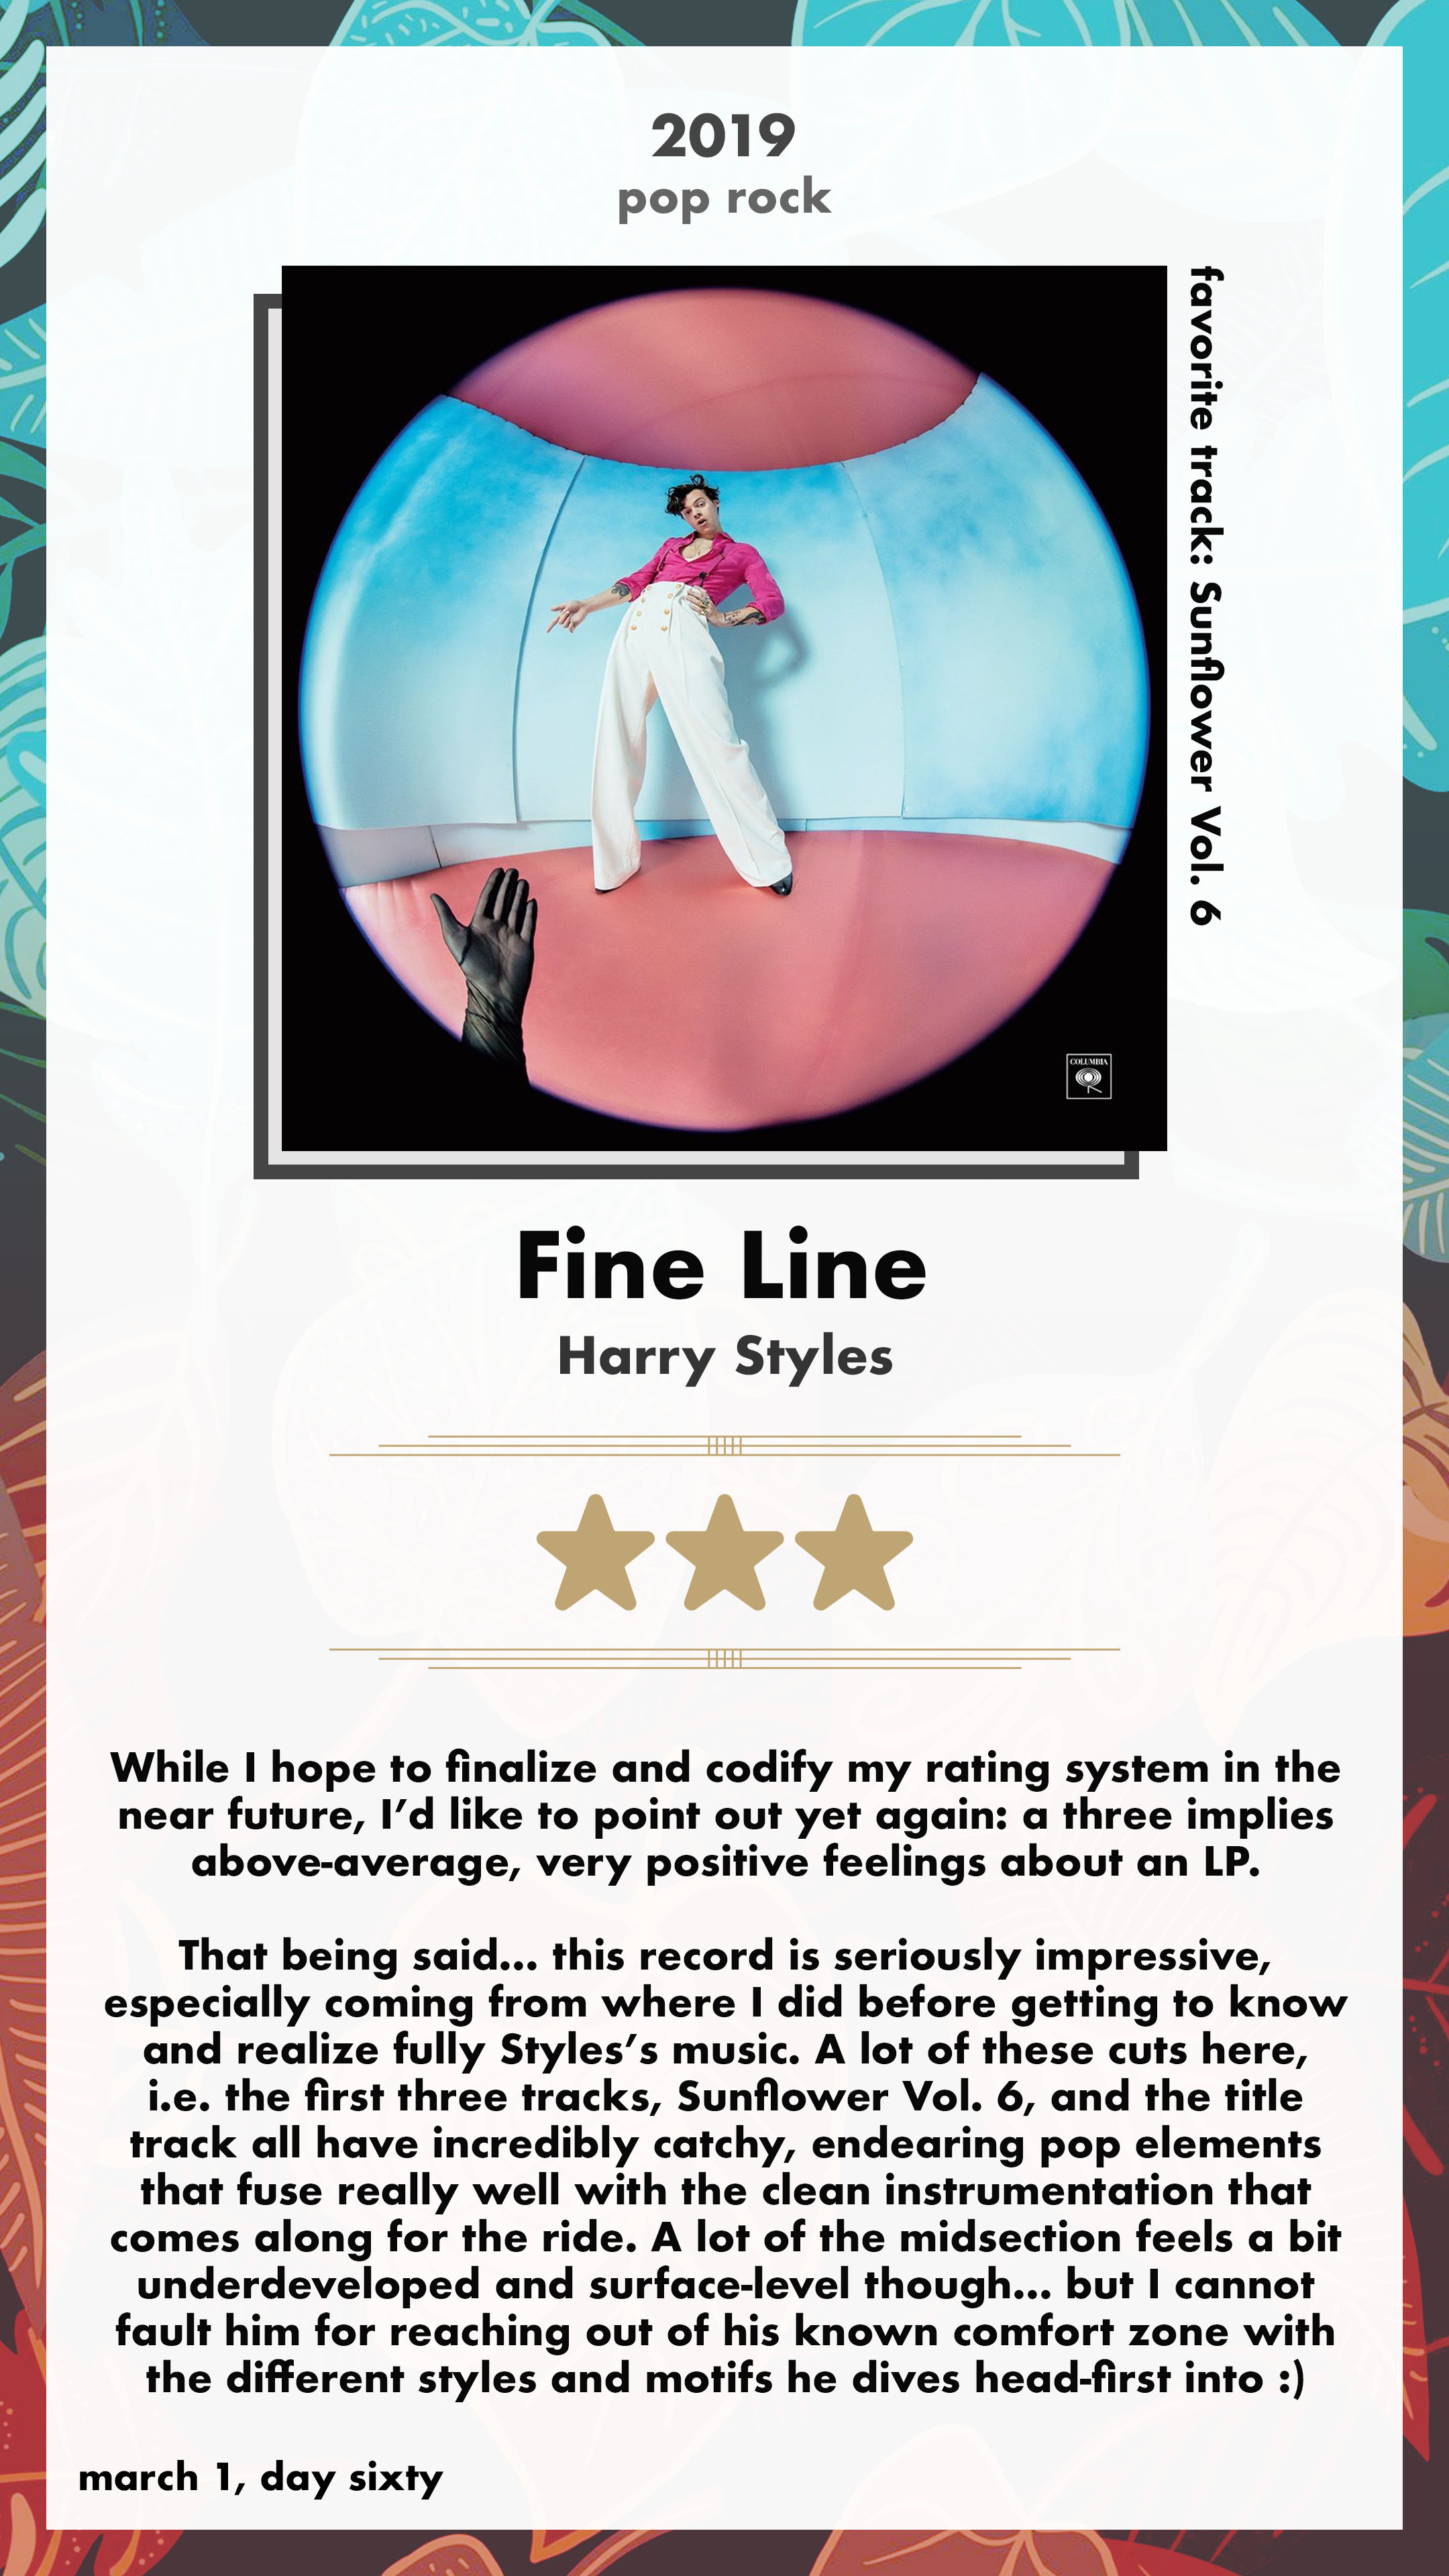 2019
pop rock
favorite track: Sunflower Vol. 6
COLUMBIA
Fine Line
Harry Styles
While I hope to finalize and codify my rating system in the
near future, I’d like to point out yet again: a three implies
above-average, very positive feelings about an LP.
That being said... this record is seriously impressive,
especially coming from where I did before getting to know
and realize fully Styles’s music. A lot of these cuts here,
i.e. the first three tracks, Sunflower Vol. 6, and the title
track all have incredibly catchy, endearing pop elements
that fuse really well with the clean instrumentation that
comes along for the ride. A lot of the midsection feels a bit
underdeveloped and surface-level though... but I cannot
fault him for reaching out of his known comfort zone with
the different styles and motifs he dives head-first into :)
march 1, day sixty